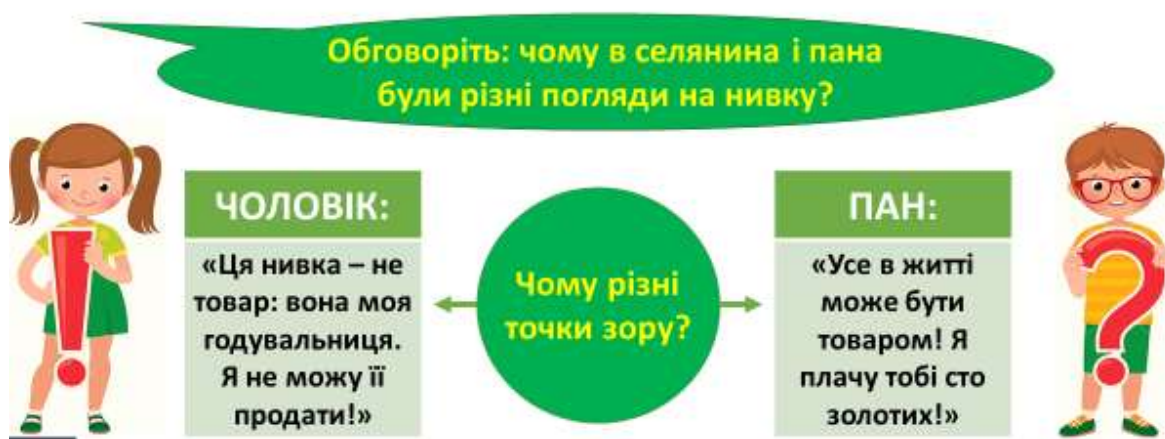 Обговоріть: чому в селянина і пана
були різні погляди на нивку?
ЧОЛОВІК:
«Ця нивка – не
товар: вона моя
годувальниця.
Я не можу її
продати!»
Чому різні
точки зору?
ПАН:
«Усе в житті
може бути
товаром! Я
плачу тобі сто
золотих!»